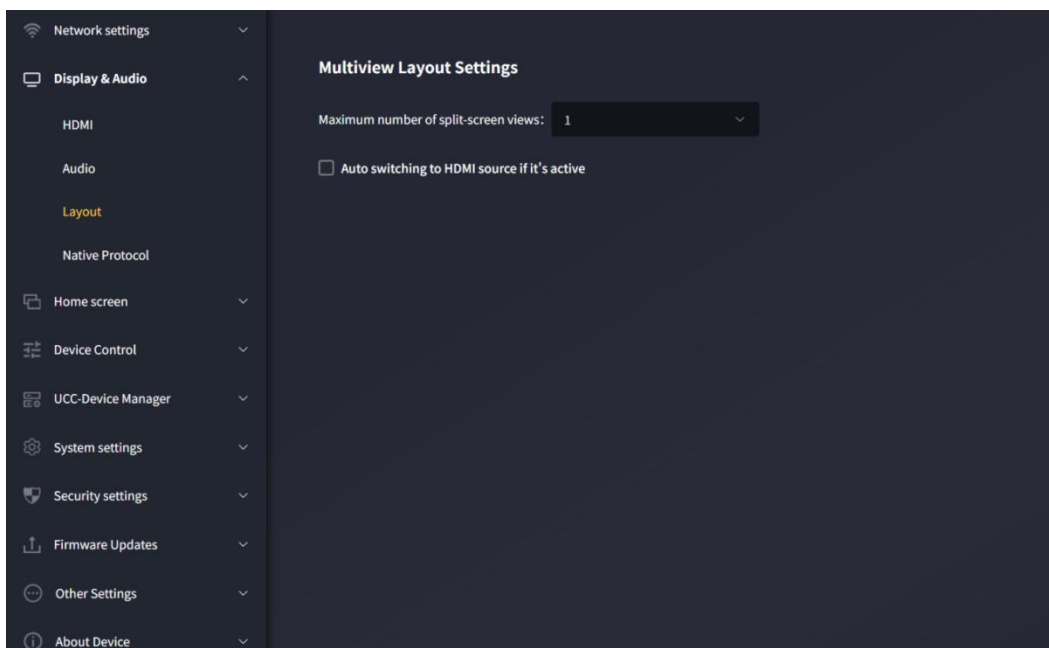 Network settings
Display & Audio
HDMI
Audio
Layout
Native Protocol
Home screen
Device Control
UCC-Device Manager
System settings
Security settings
Firmware Updates
Other Settings
About Device
Multiview Layout Settings
Maximum number of split-screen views: 1
Auto switching to HDMI source if it's active